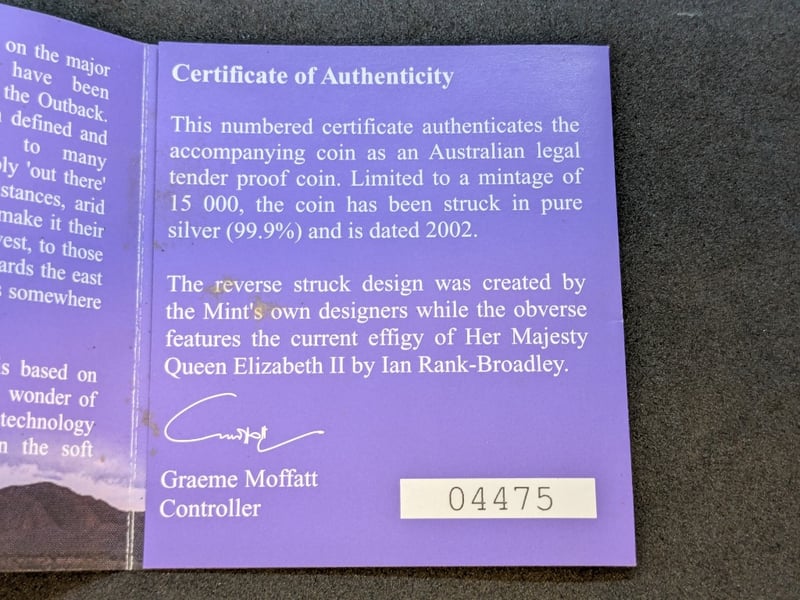 on the major
have been
the Outback.
defined and
to many
'out there'
stances, arid
make it their
vest, to those
ards the east
somewhere
is based on
wonder of
technology
n the soft
Certificate of Authenticity
This numbered certificate authenticates the
accompanying coin as an Australian legal
tender proof coin. Limited to a mintage of
15 000, the coin has been struck in pure
silver (99.9%) and is dated 2002.
The reverse struck design was created by
the Mint's own designers while the obverse
features the current effigy of Her Majesty
Queen Elizabeth II by Ian Rank-Broadley.
Graeme Moffatt
Controller
04475